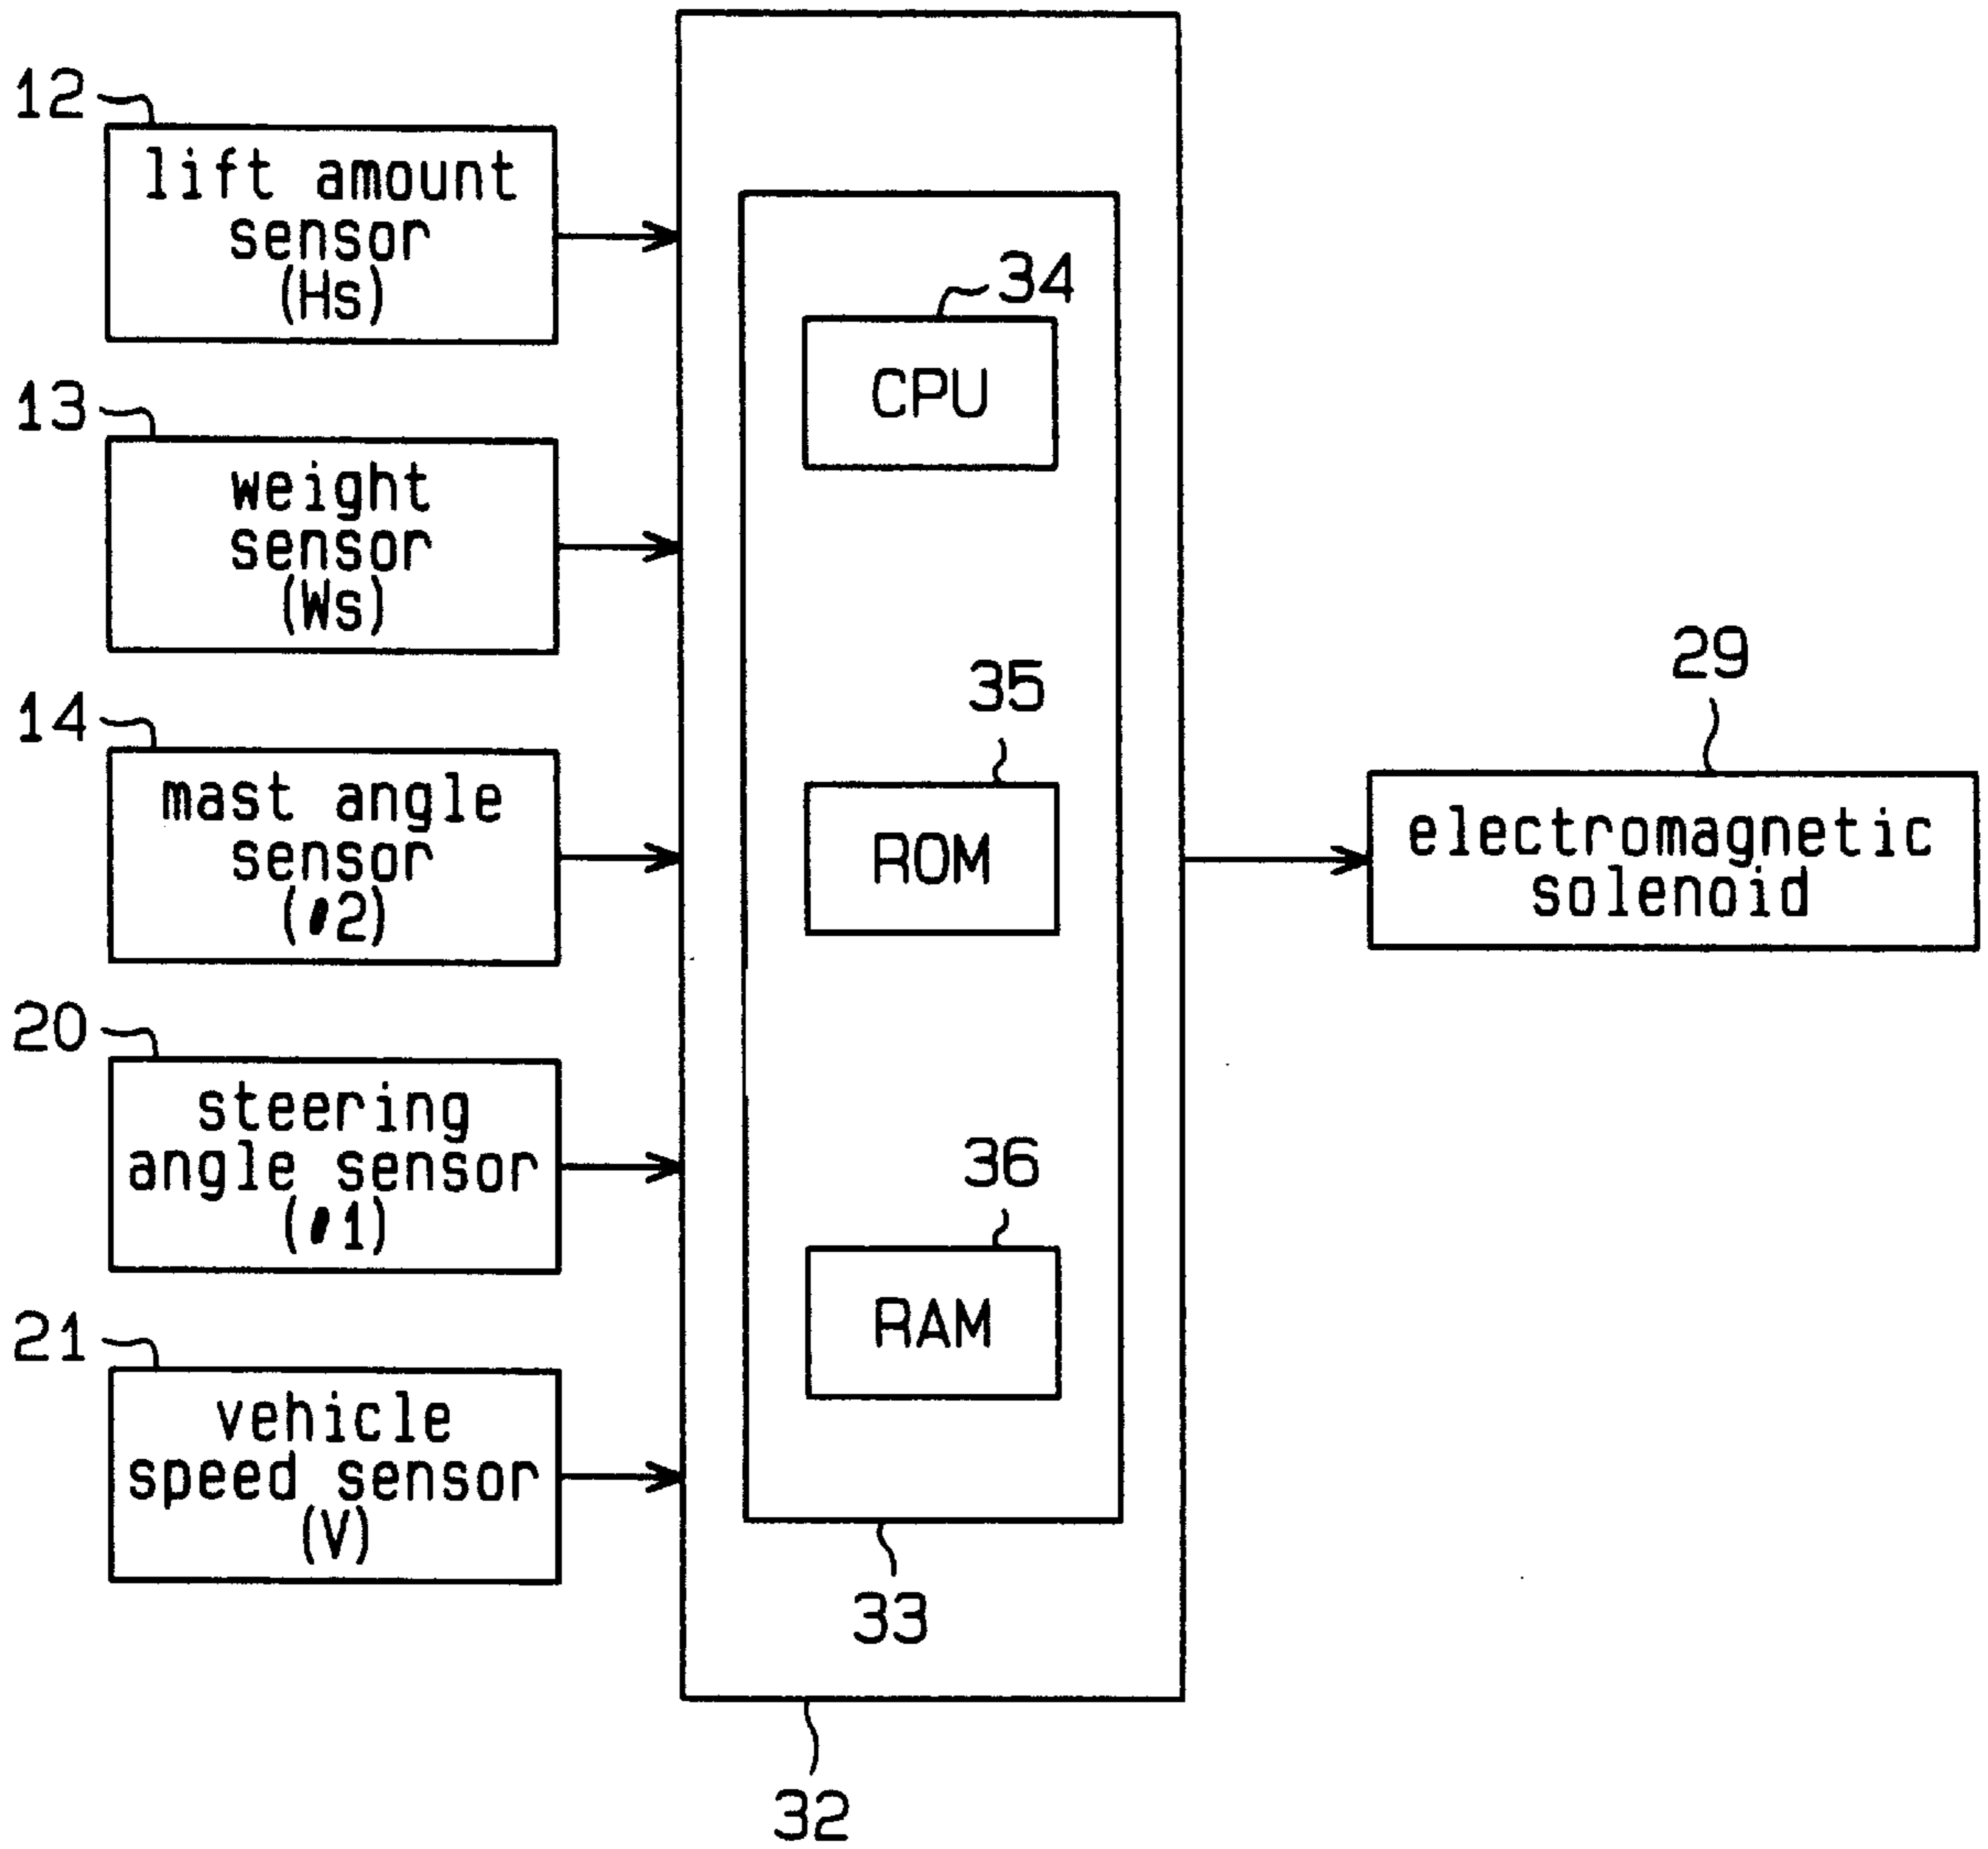 12
lift amount
sensor
(Hs)
13
weight
sensor
(Ws)
14
mast angle
sensor
(θ2)
20
steering
angle sensor
(θ1)
21
vehicle
speed sensor
(V)
34
CPU
35
ROM
36
RAM
33
32
29
electromagnetic
solenoid